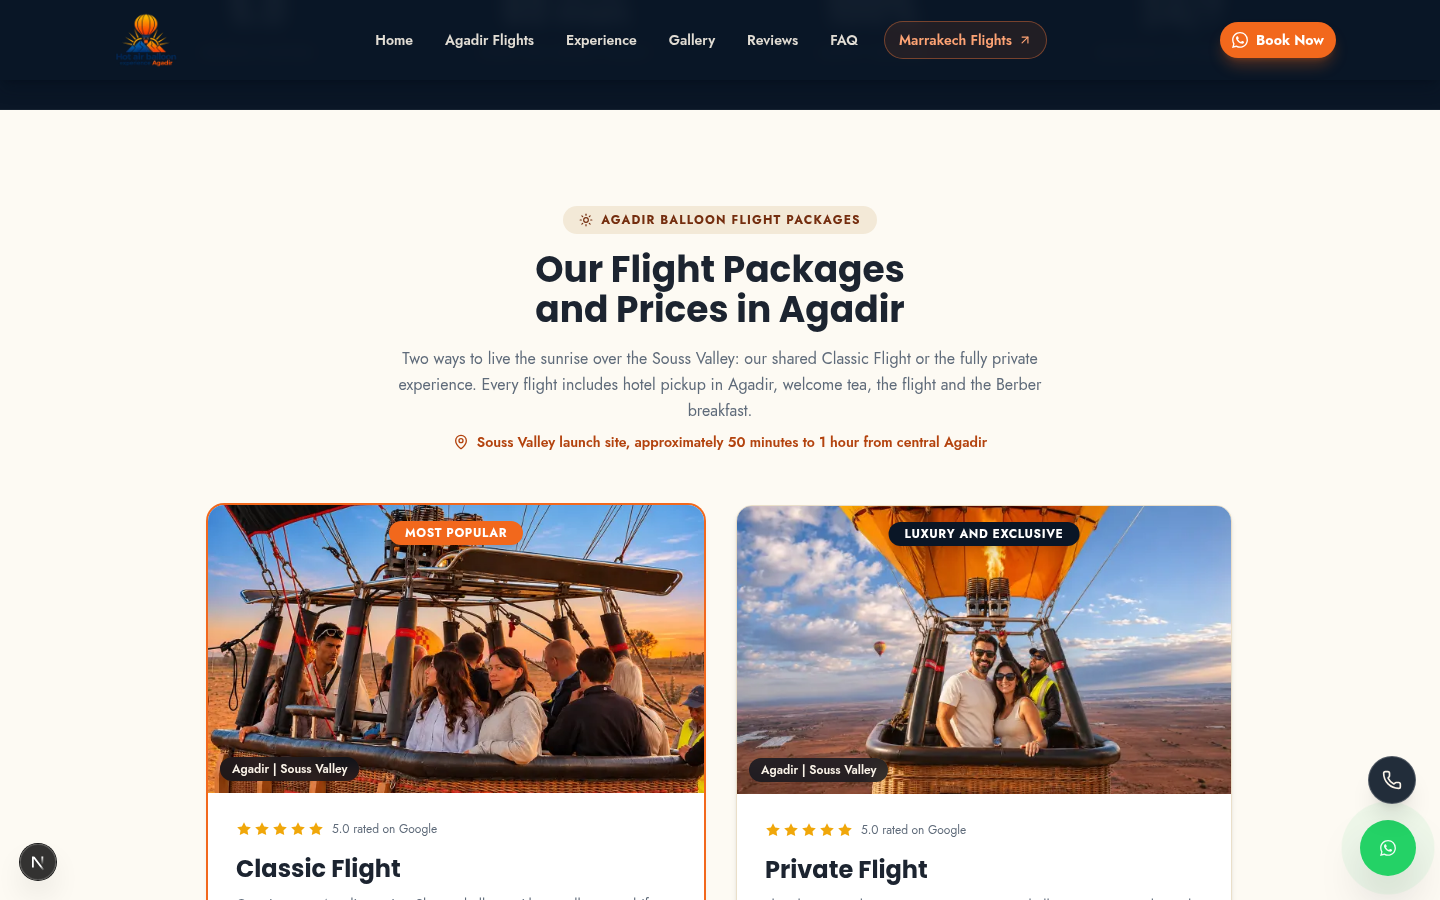 Home
Agadir Flights
Experience
Gallery
Reviews
FAQ
Marrakech Flights
Book Now
Agadir
AGADIR BALLOON FLIGHT PACKAGES
Our Flight Packages
and Prices in Agadir
Two ways to live the sunrise over the Souss Valley: our shared Classic Flight or the fully private
experience. Every flight includes hotel pickup in Agadir, welcome tea, the flight and the Berber
breakfast.
Souss Valley launch site, approximately 50 minutes to 1 hour from central Agadir
MOST POPULAR
Agadir | Souss Valley
5.0 rated on Google
Classic Flight
LUXURY AND EXCLUSIVE
Agadir | Souss Valley
5.0 rated on Google
Private Flight
N